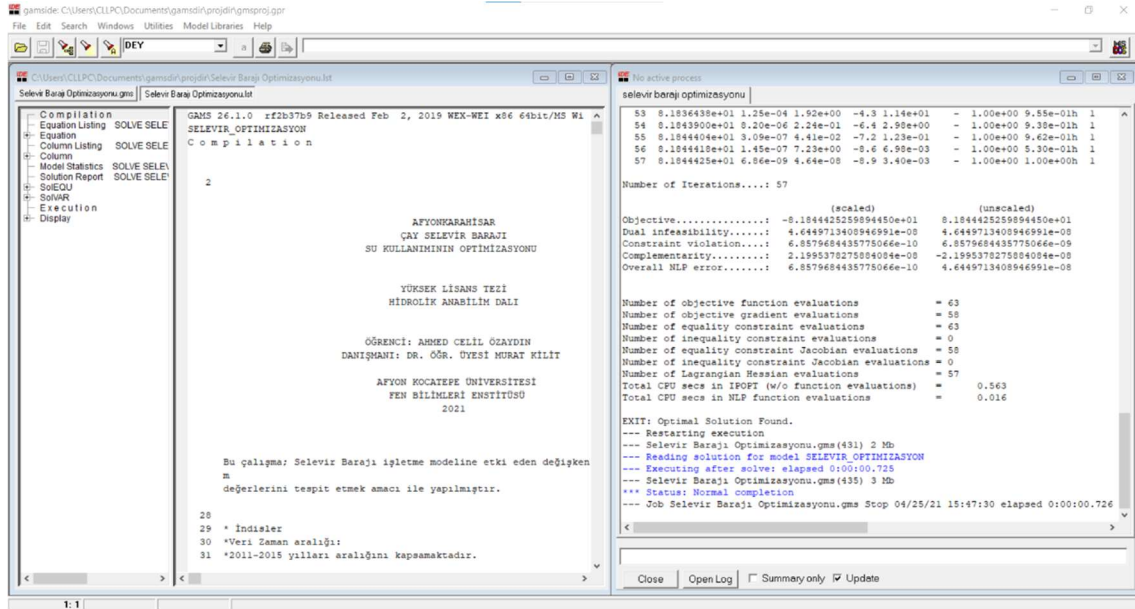 gamside: C:\Users\CLLPC\Documents\gamsdir\projdir\gmsproj.gpr
File Edit Search Windows Utilities Model Libraries Help
DEY
a
C:\Users\CLLPC\Documents\gamsdir\projdir\Selevir Barajı Optimizasyonu.lst
Selevir Barajı Optimizasyonu.gms Selevir Barajı Optimizasyonu.lst
Compilation
Equation Listing SOLVE SELE
Equation
Column Listing SOLVE SELE
Column
Model Statistics SOLVE SELEV
Solution Report SOLVE SELEV
SolEQU
SolVAR
Execution
Display
GAMS 26.1.0 rf2b37b9 Released Feb 2, 2019 WEX-WEI x86 64bit/MS Wi
SELEVIR_OPTIMIZASYON
C o m p i l a t i o n
2
AFYONKARAHİSAR
ÇAY SELEVİR BARAJI
SU KULLANIMININ OPTİMİZASYONU
YÜKSEK LİSANS TEZİ
HİDROLİK ANABİLİM DALI
ÖĞRENCİ: AHMED CELİL ÖZAYDIN
DANIŞMANI: DR. ÖĞR. ÜYESİ MURAT KİLİT
AFYON KOCATEPE ÜNİVERSİTESİ
FEN BİLİMLERİ ENSTİTÜSÜ
2021
Bu çalışma; Selevir Barajı işletme modeline etki eden değişken
m
değerlerini tespit etmek amacı ile yapılmıştır.
28
29 * İndisler
30 *Veri Zaman aralığı:
31 *2011-2015 yılları aralığını kapsamaktadır.
1: 1
No active process
selevir barajı optimizasyonu
53 8.1836438e+01 1.25e-04 1.92e+00 -4.3 1.14e+01 - 1.00e+00 9.55e-01h 1
54 8.1843900e+01 8.20e-06 2.24e-01 -6.4 2.98e+00 - 1.00e+00 9.38e-01h 1
55 8.1844404e+01 3.09e-07 4.41e-02 -7.2 1.23e-01 - 1.00e+00 9.62e-01h 1
56 8.1844418e+01 1.45e-07 7.23e+00 -8.6 6.98e-03 - 1.00e+00 5.30e-01h 1
57 8.1844425e+01 6.86e-09 4.64e-08 -8.9 3.40e-03 - 1.00e+00 1.00e+00h 1
Number of Iterations....: 57
(scaled) (unscaled)
Objective...............: -8.1844425259894450e+01 8.1844425259894450e+01
Dual infeasibility......: 4.6449713408946991e-08 4.6449713408946991e-08
Constraint violation....: 6.8579684435775066e-10 6.8579684435775066e-09
Complementarity.........: 2.1995378275884084e-08 -2.1995378275884084e-08
Overall NLP error.......: 6.8579684435775066e-10 4.6449713408946991e-08
Number of objective function evaluations = 63
Number of objective gradient evaluations = 58
Number of equality constraint evaluations = 63
Number of inequality constraint evaluations = 0
Number of equality constraint Jacobian evaluations = 58
Number of inequality constraint Jacobian evaluations = 0
Number of Lagrangian Hessian evaluations = 57
Total CPU secs in IPOPT (w/o function evaluations) = 0.563
Total CPU secs in NLP function evaluations = 0.016
EXIT: Optimal Solution Found.
--- Restarting execution
--- Selevir Barajı Optimizasyonu.gms(431) 2 Mb
--- Reading solution for model SELEVIR_OPTIMIZASYON
--- Executing after solve: elapsed 0:00:00.725
--- Selevir Barajı Optimizasyonu.gms(435) 3 Mb
*** Status: Normal completion
--- Job Selevir Barajı Optimizasyonu.gms Stop 04/25/21 15:47:30 elapsed 0:00:00.726
Close Open Log Summary only Update